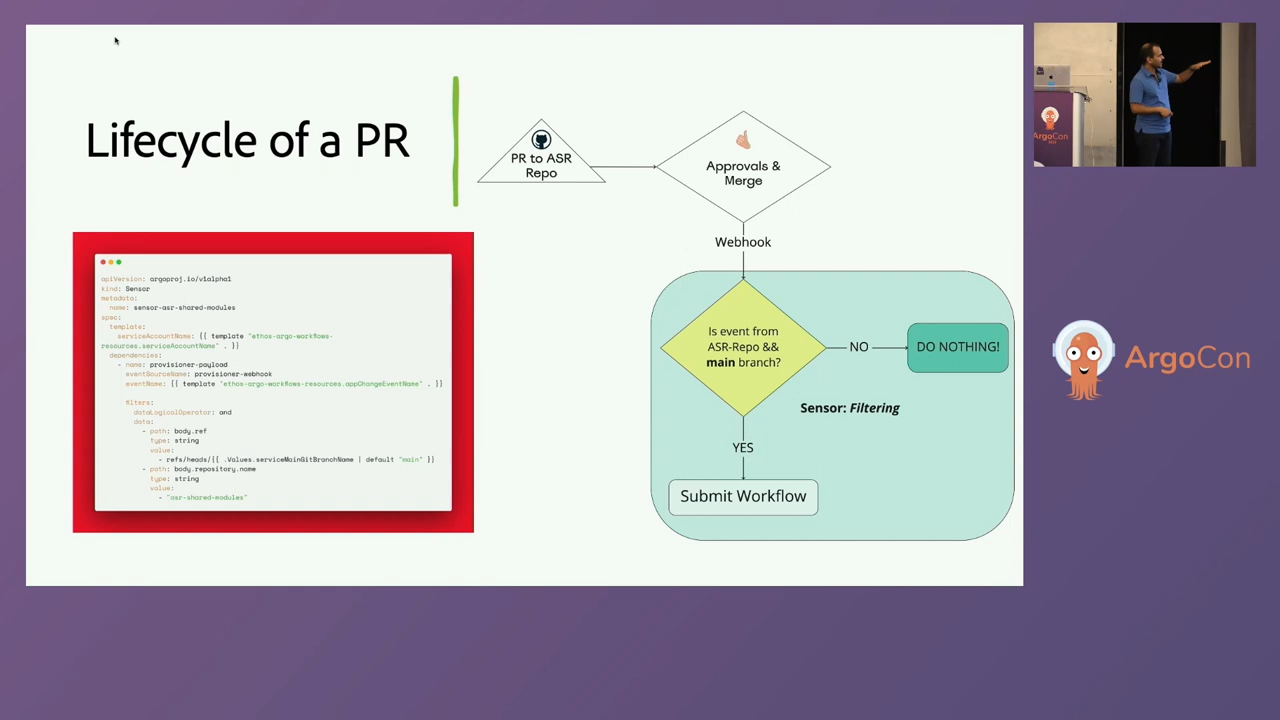 Lifecycle of a PR
PR to ASR
Repo
Approvals &
Merge
Webhook
Is event from
ASR-Repo &&
main branch?
NO
DO NOTHING!
Sensor: Filtering
YES
Submit Workflow
apiVersion: argoproj.io/v1alpha1
kind: Sensor
metadata:
name: sensor-asr-shared-modules
spec:
template:
serviceAccountName: {{ template "ethos-argo-workflows-
resources.serviceAccountName" . }}
dependencies:
- name: provisioner-payload
eventSourceName: provisioner-webhook
eventName: {{ template "ethos-argo-workflows-resources.appChangeEventName" . }}
filters:
dataLogicalOperator: and
data:
- path: body.ref
type: string
value:
- refs/heads/{{ .Values.serviceMainGitBranchName | default "main" }}
- path: body.repository.name
type: string
value:
- "asr-shared-modules"
ArgoCon
ArgoCon